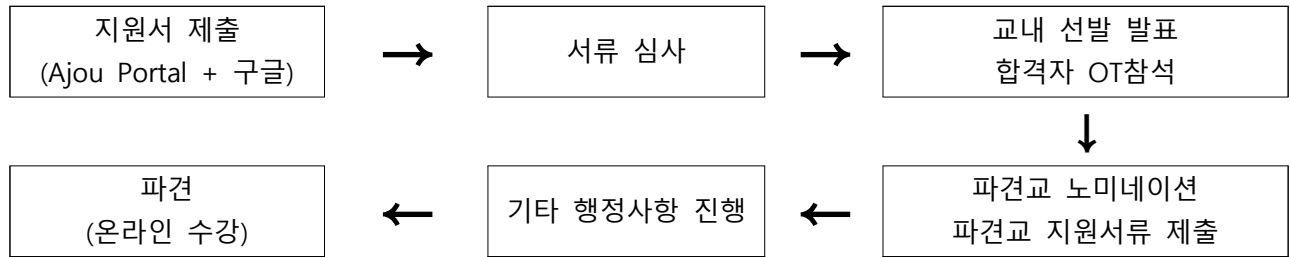 지원서 제출
(Ajou Portal + 구글)
→
서류 심사
→
교내 선발 발표
합격자 OT참석
↓
파견교 노미네이션
파견교 지원서류 제출
←
기타 행정사항 진행
←
파견
(온라인 수강)